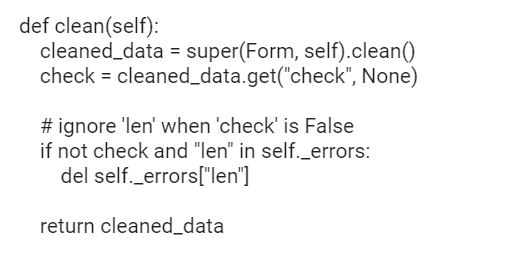 def clean(self):
    cleaned_data = super(Form, self).clean()
    check = cleaned_data.get("check", None)

    # ignore 'len' when 'check' is False
    if not check and "len" in self._errors:
        del self._errors["len"]

    return cleaned_data